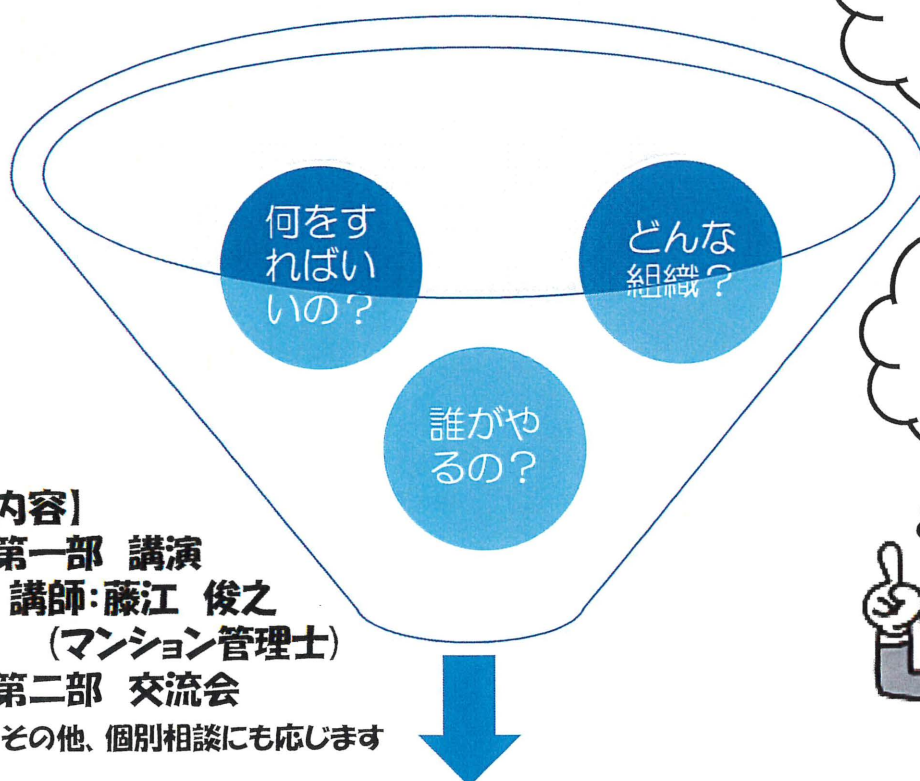 何をす
ればい
いの？
どんな
組織？
誰がや
るの？
内容】
第一部 講演
講師：藤江 俊之
（マンション管理士）
第二部 交流会
その他、個別相談にも応じます